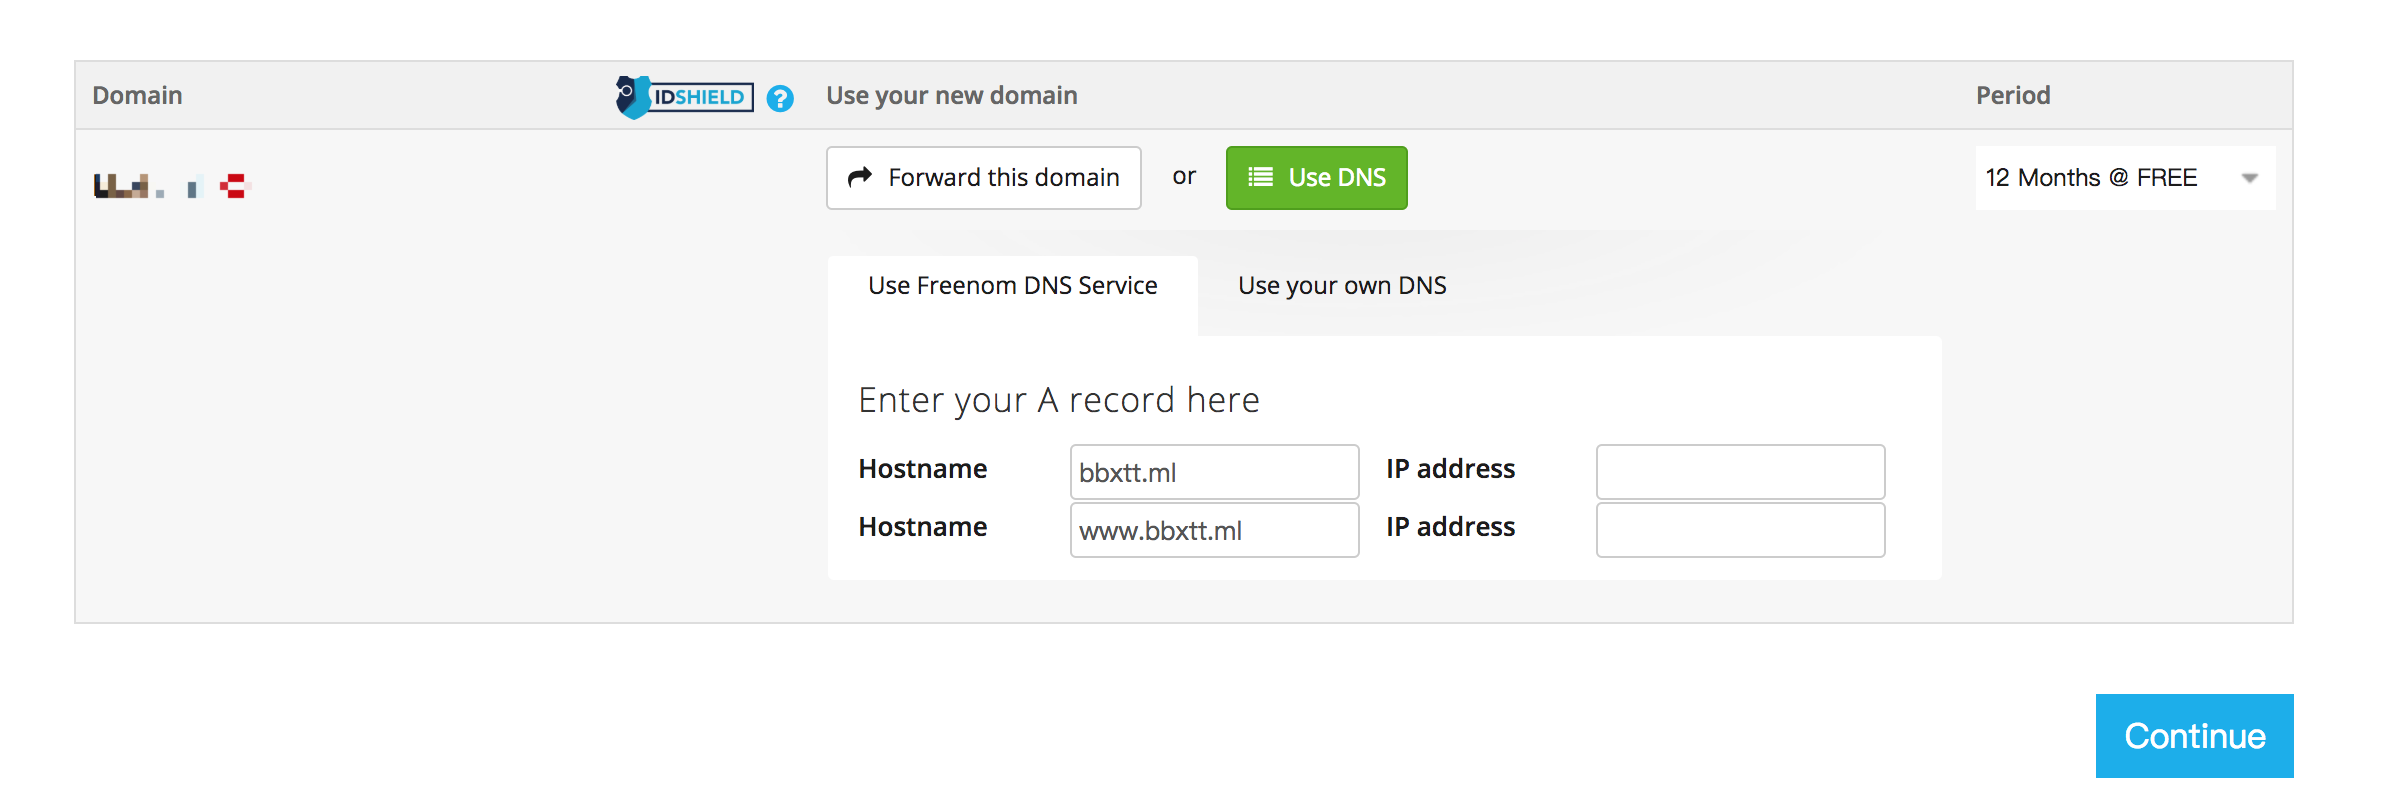 Domain
IDSHIELD
?
Use your new domain
Period
Forward this domain
or
Use DNS
12 Months @ FREE
Use Freenom DNS Service
Use your own DNS
Enter your A record here
Hostname
bbxtt.ml
IP address
Hostname
www.bbxtt.ml
IP address
Continue